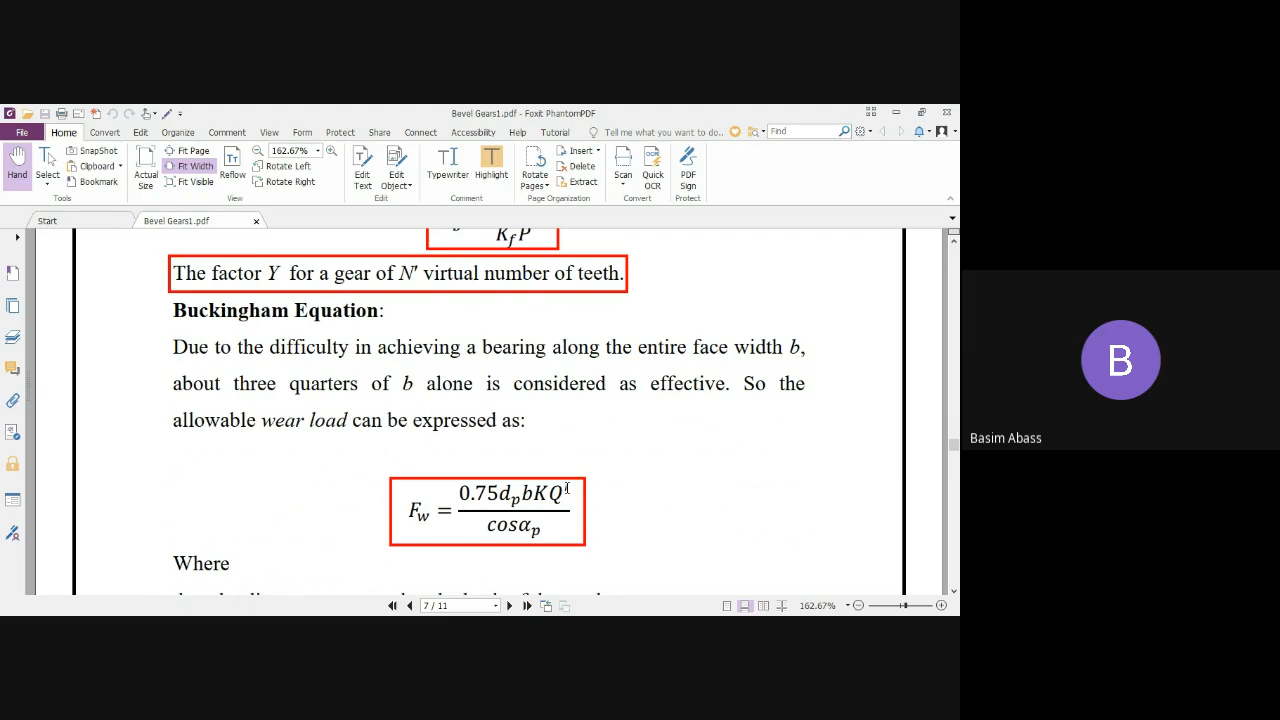 Bevel Gears1.pdf - Foxit PhantomPDF
File Home Convert Edit Organize Comment View Form Protect Share Connect Accessibility Help Tutorial Tell me what you want to do.. Find
Hand Select SnapShot Clipboard Bookmark Actual Size Fit Page Fit Width Fit Visible Reflow 162.67% Rotate Left Rotate Right Edit Text Edit Object Typewriter Highlight Rotate Pages Insert Delete Extract Scan Quick OCR PDF Sign
Tools View Edit Comment Page Organization Convert Protect
Start Bevel Gears1.pdf
K_f P
The factor Y for a gear of N' virtual number of teeth.
Buckingham Equation:
Due to the difficulty in achieving a bearing along the entire face width b,
about three quarters of b alone is considered as effective. So the
allowable wear load can be expressed as:
F_w = 0.75d_p bKQ' / cosα_p
Where
7 / 11 162.67%
B
Basim Abass